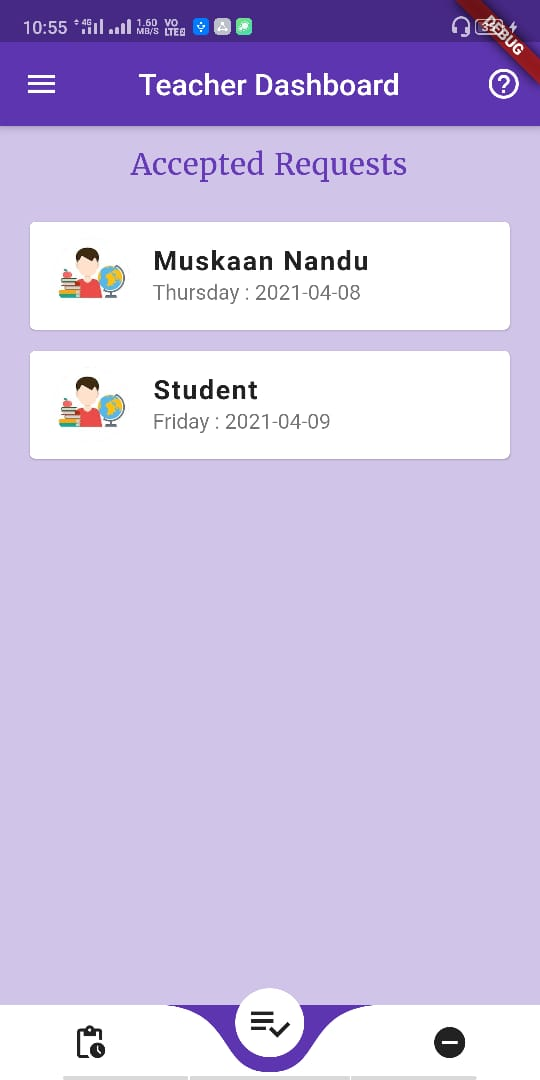 10:55 4G 1.60 MB/S VO LTE
DEBUG
Teacher Dashboard
Accepted Requests
Muskaan Nandu
Thursday : 2021-04-08
Student
Friday : 2021-04-09